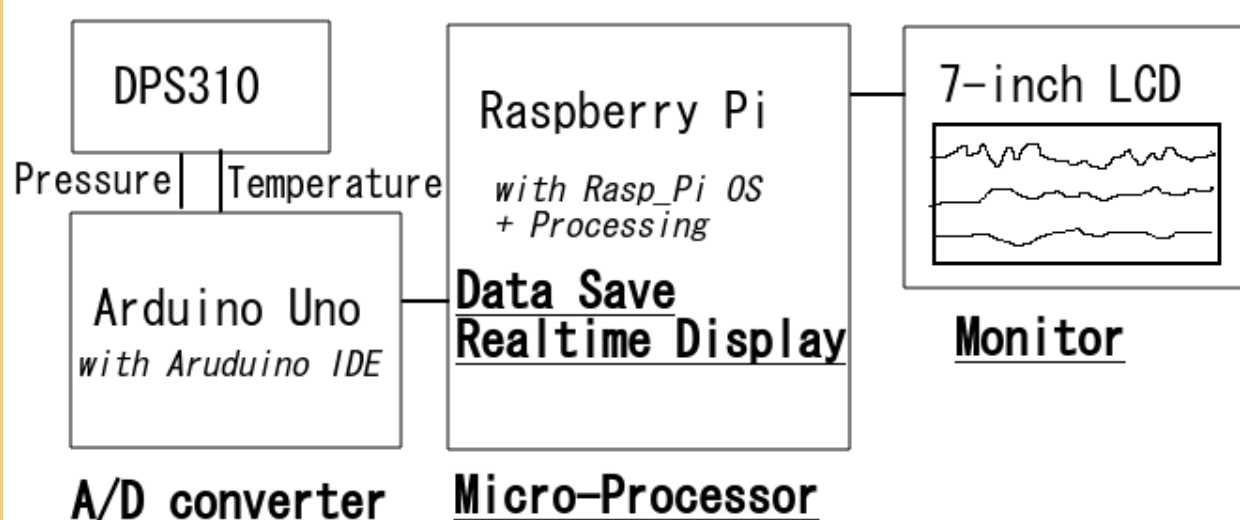 DPS310
Pressure
Temperature
Arduino Uno
with Aruduino IDE
A/D converter
Raspberry Pi
with Rasp_Pi OS
+ Processing
Data Save
Realtime Display
Micro-Processor
7-inch LCD
Monitor